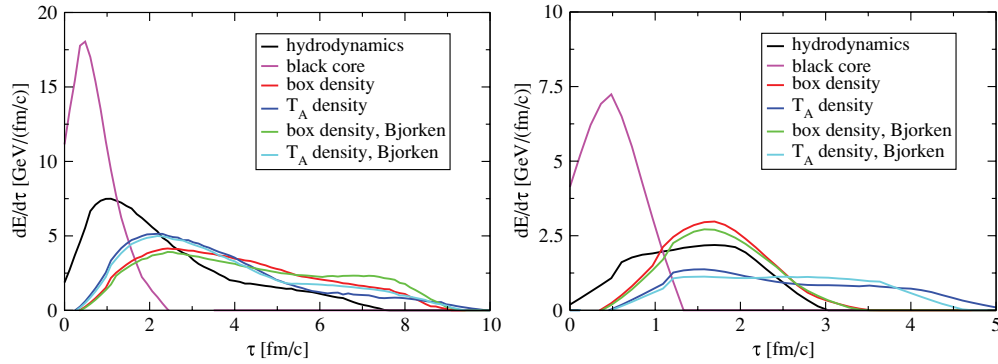 20
15
10
5
0
dE/dτ [GeV/(fm/c)]
hydrodynamics
black core
box density
T_A density
box density, Bjorken
T_A density, Bjorken
0 2 4 6 8 10
τ [fm/c]
10
7.5
5
2.5
0
dE/dτ [GeV/(fm/c)]
hydrodynamics
black core
box density
T_A density
box density, Bjorken
T_A density, Bjorken
0 1 2 3 4 5
τ [fm/c]